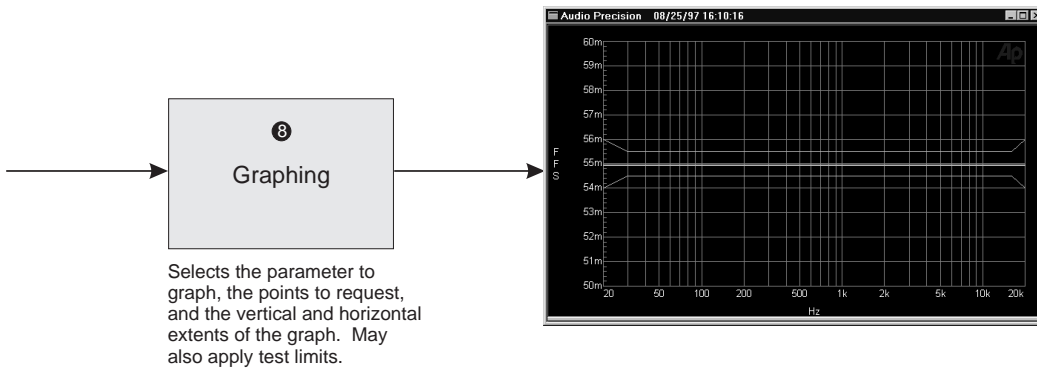 Audio Precision 08/25/97 16:10:16
Ap
60m
59m
58m
57m
56m
55m
54m
53m
52m
51m
50m
F
F
S
20 50 100 200 500 1k 2k 5k 10k 20k
Hz
8
Graphing
Selects the parameter to
graph, the points to request,
and the vertical and horizontal
extents of the graph. May
also apply test limits.